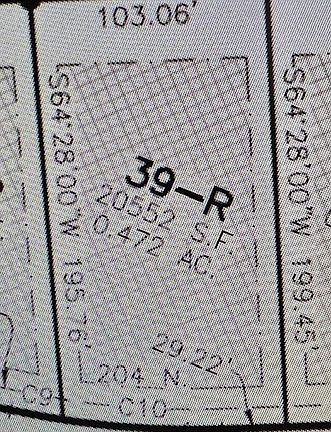 103.06'
S64°28'00"W 195.76'
39-R
20552 S.F.
0.472 AC.
S64°28'00"W 199.45'
29.22'
204 N.
C9
C10